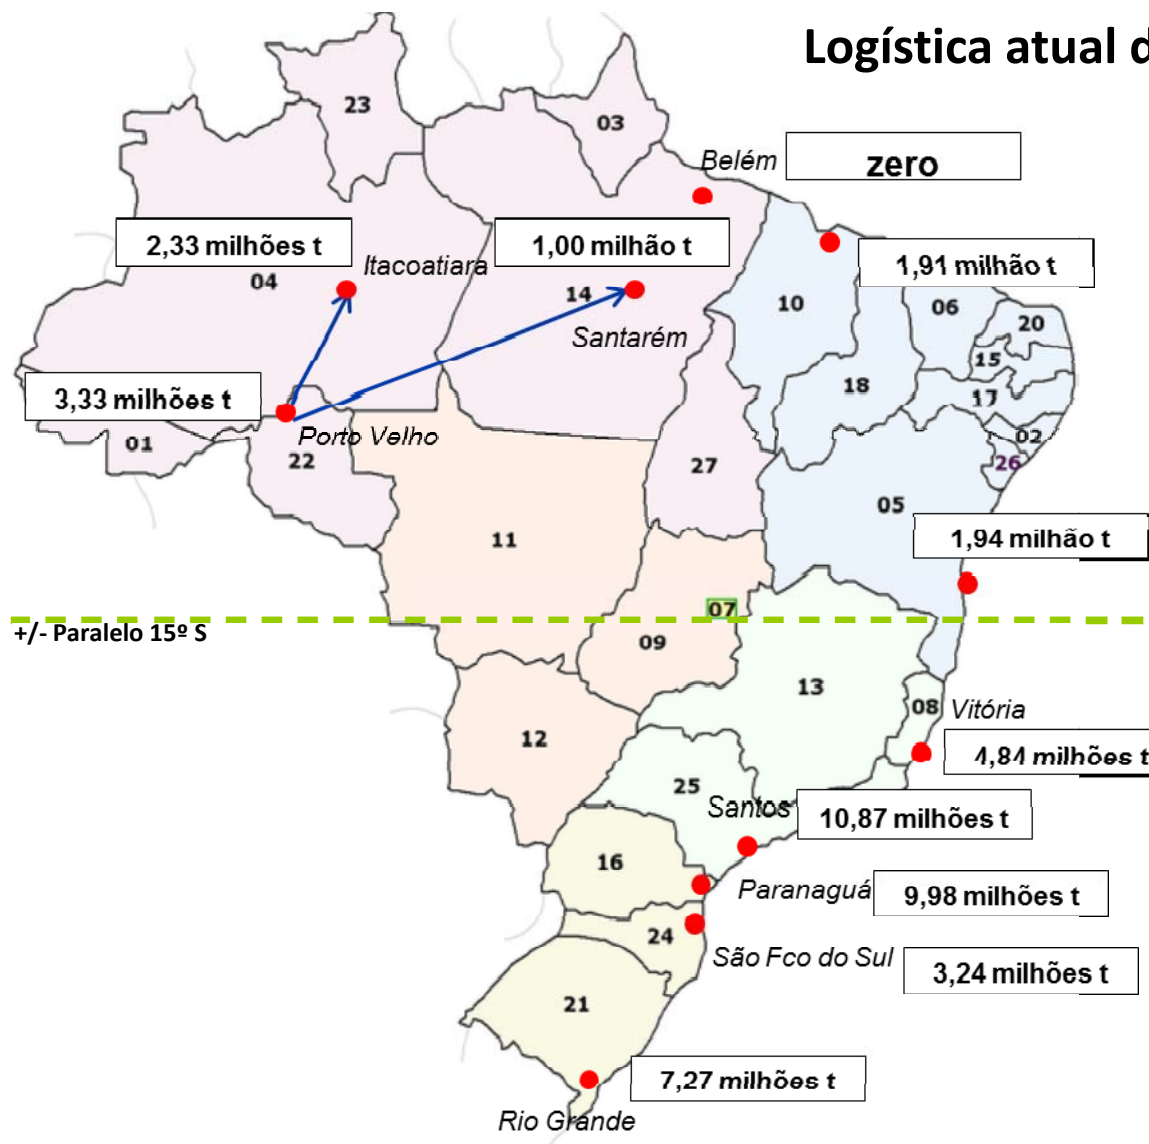 Logística atual d
23
03
Belém
zero
2,33 milhões t
1,00 milhão t
1,91 milhão t
Itacoatiara
04
14
10
06
20
Santarém
15
18
17
3,33 milhões t
Porto Velho
01
22
02
27
26
05
11
1,94 milhão t
07
+/- Paralelo 15º S
09
13
08
Vitória
12
4,84 milhões t
25
Santos
10,87 milhões t
16
Paranaguá
9,98 milhões t
24
São Fco do Sul
3,24 milhões t
21
7,27 milhões t
Rio Grande